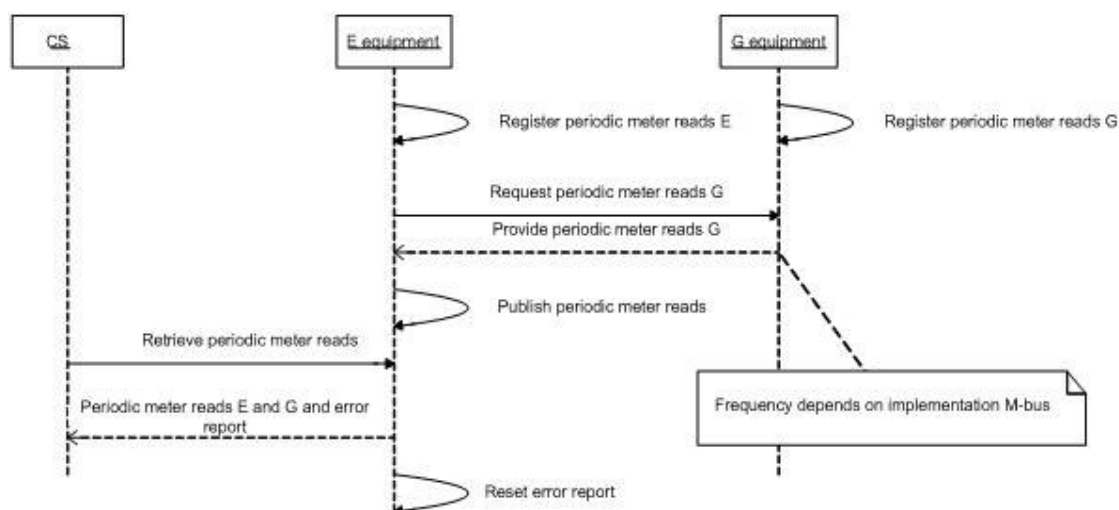 CS
E equipment
G equipment
Register periodic meter reads E
Register periodic meter reads G
Request periodic meter reads G
Provide periodic meter reads G
Publish periodic meter reads
Retrieve periodic meter reads
Periodic meter reads E and G and error
report
Frequency depends on implementation M-bus
Reset error report